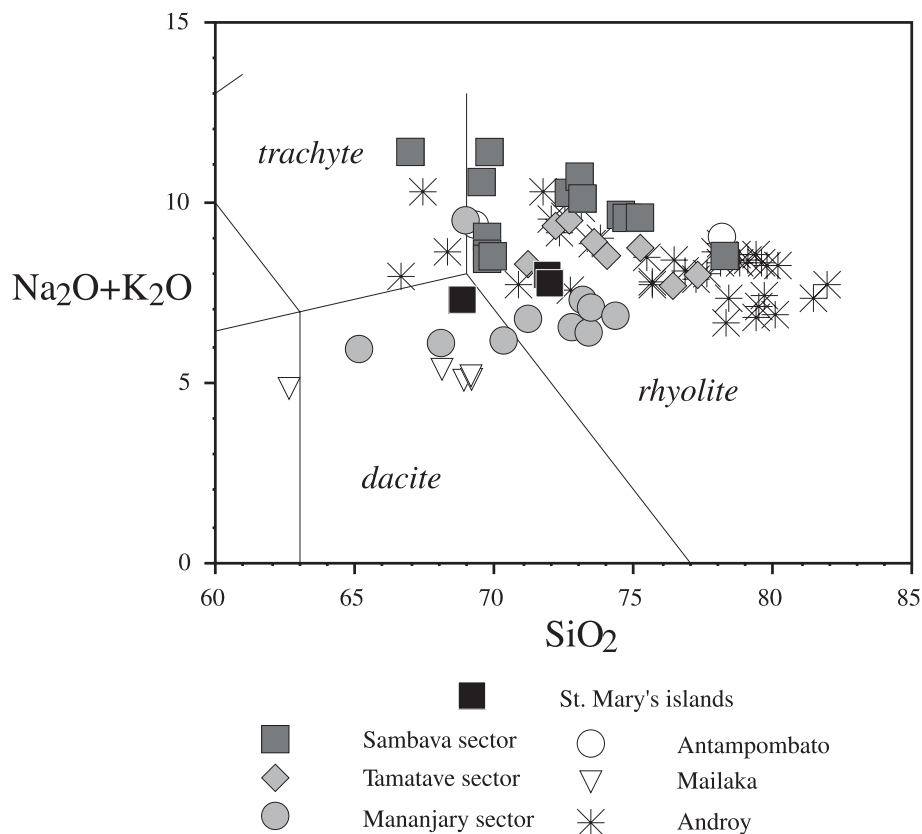 15
trachyte
10
Na2O+K2O
5
rhyolite
dacite
0
60 65 70 75 80 85
SiO2
St. Mary's islands
Sambava sector
Antampombato
Tamatave sector
Mailaka
Mananjary sector
Androy